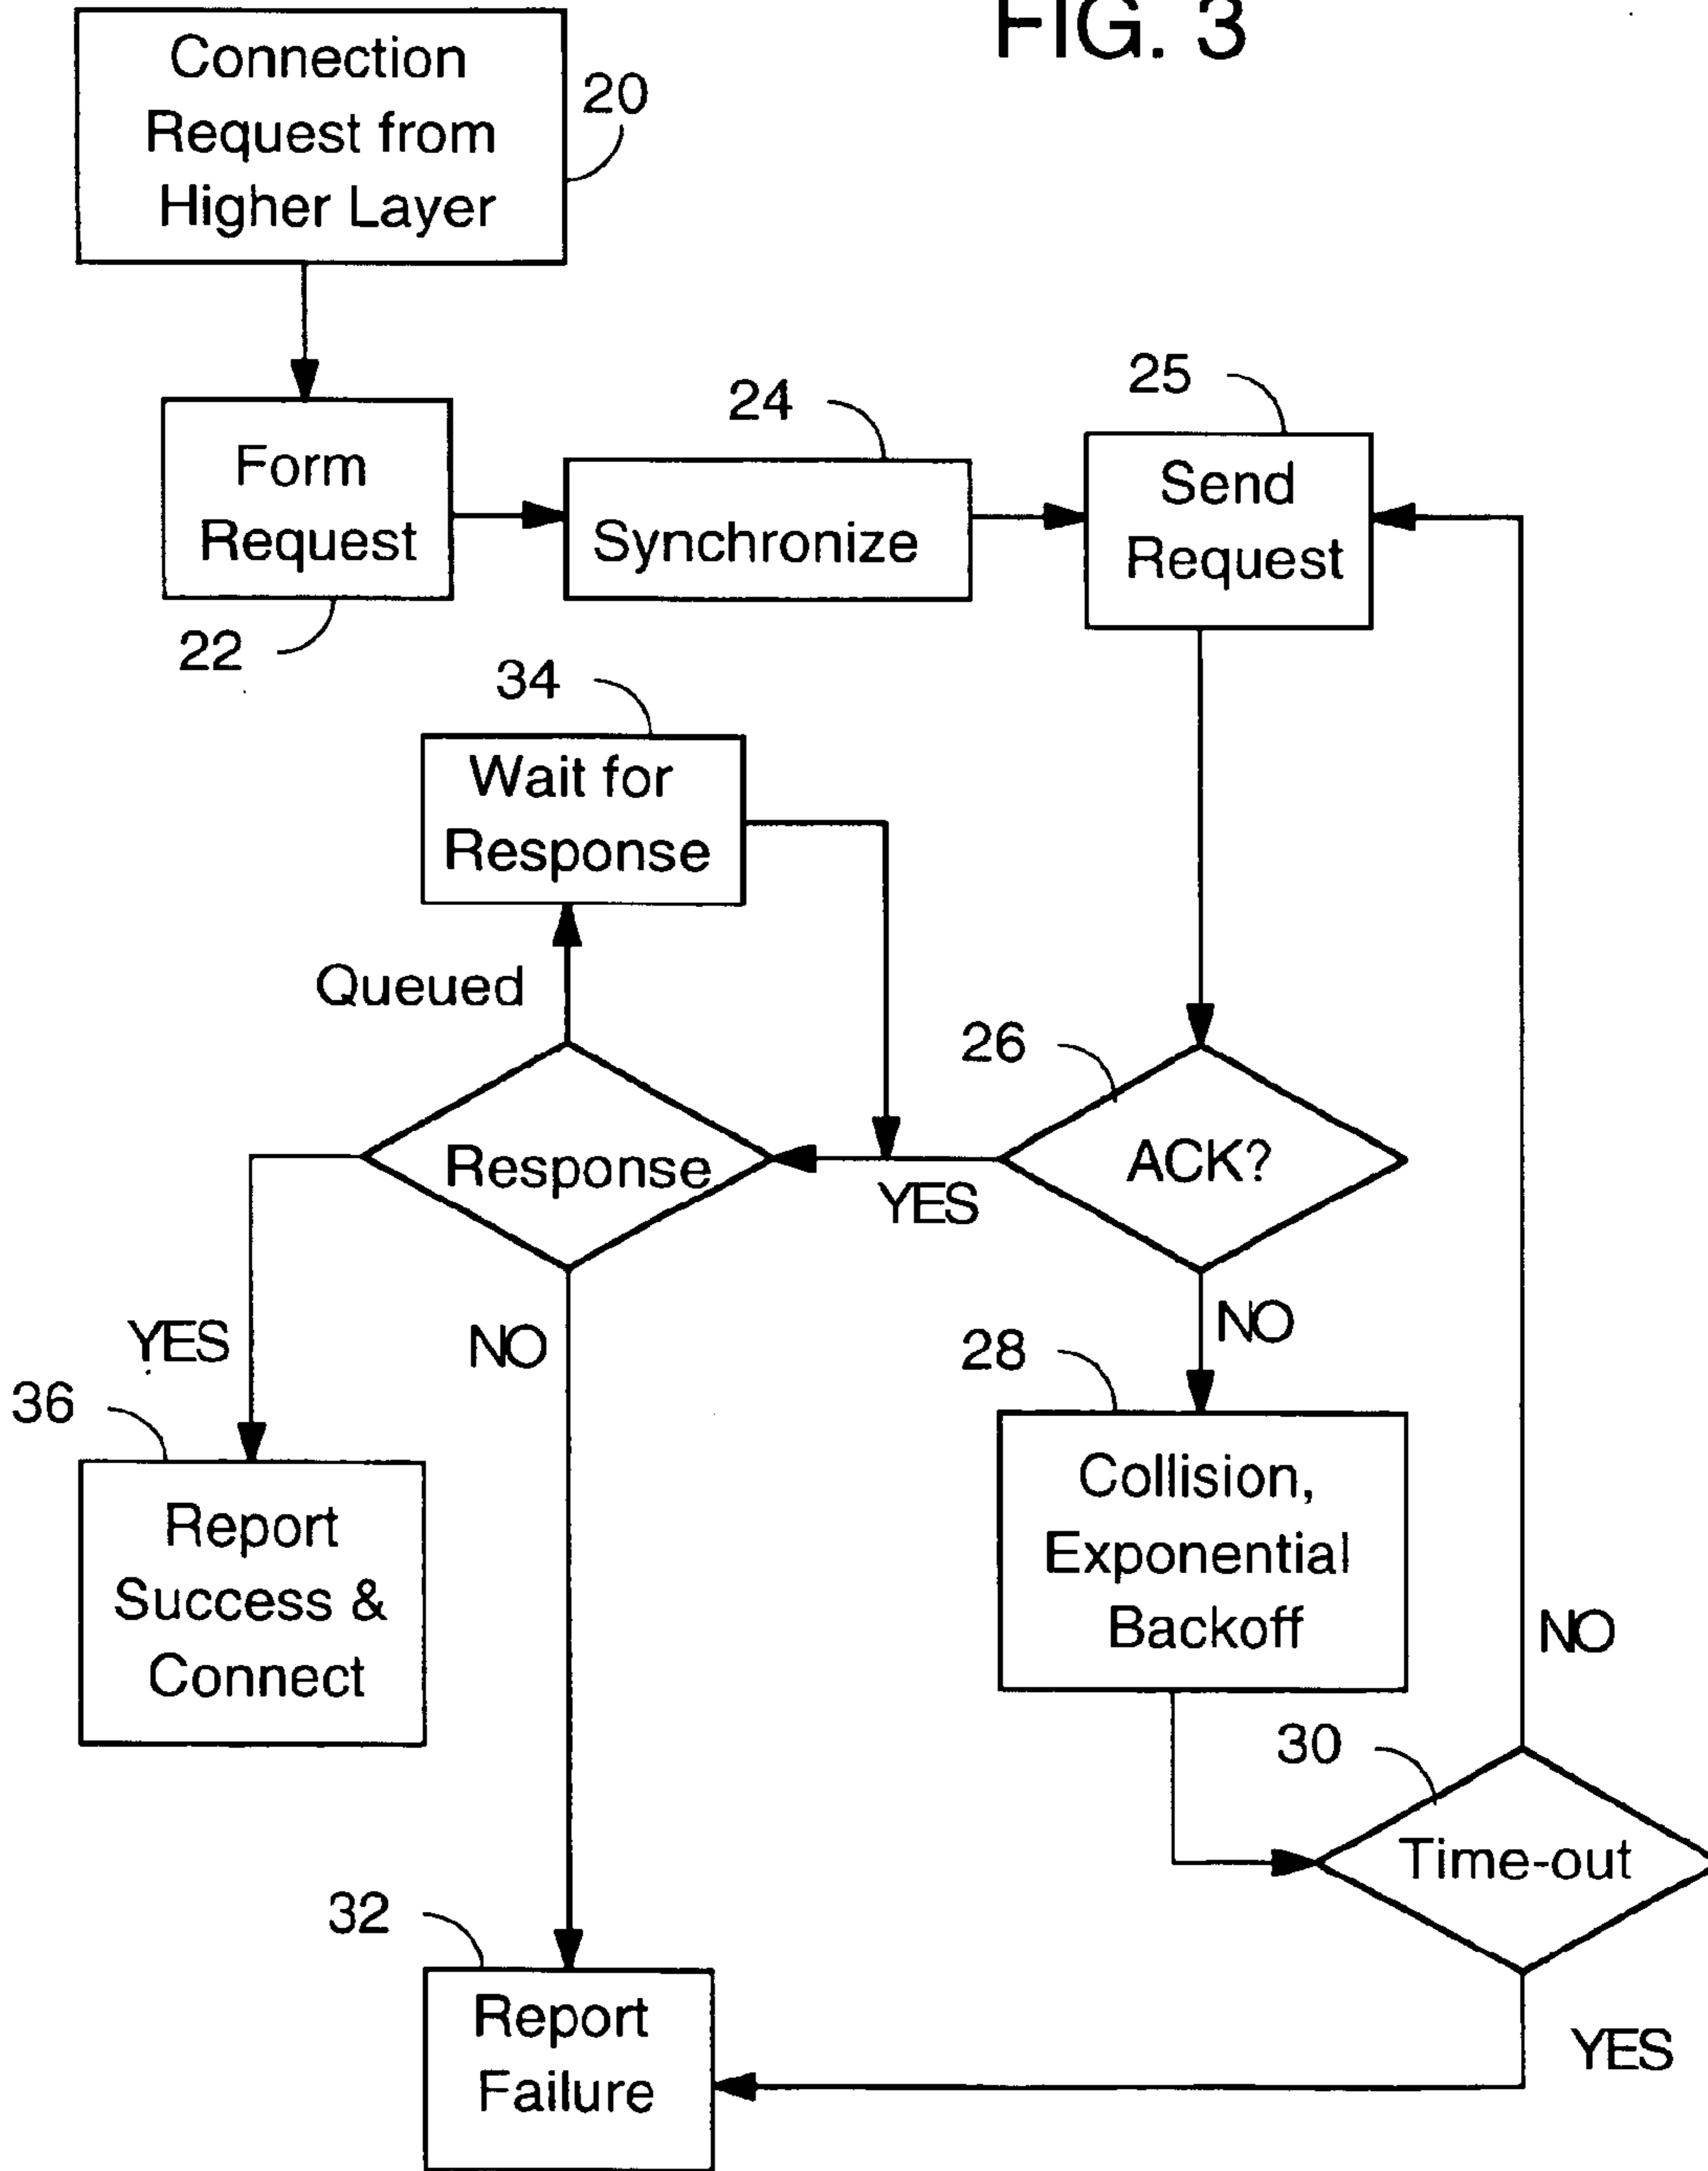 FIG. 3
Connection
Request from
Higher Layer
20
Form
Request
22
24
Synchronize
25
Send
Request
34
Wait for
Response
Queued
Response
26
ACK?
YES
YES
NO
NO
36
Report
Success &
Connect
28
Collision,
Exponential
Backoff
NO
30
Time-out
32
Report
Failure
YES